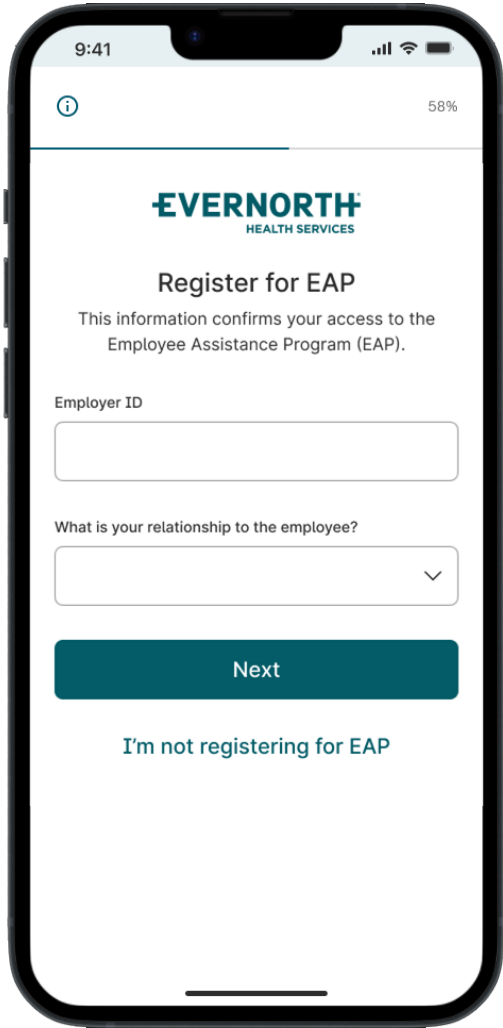 9:41
58%
EVERNORTH
HEALTH SERVICES
Register for EAP
This information confirms your access to the
Employee Assistance Program (EAP).
Employer ID
What is your relationship to the employee?
Next
I'm not registering for EAP